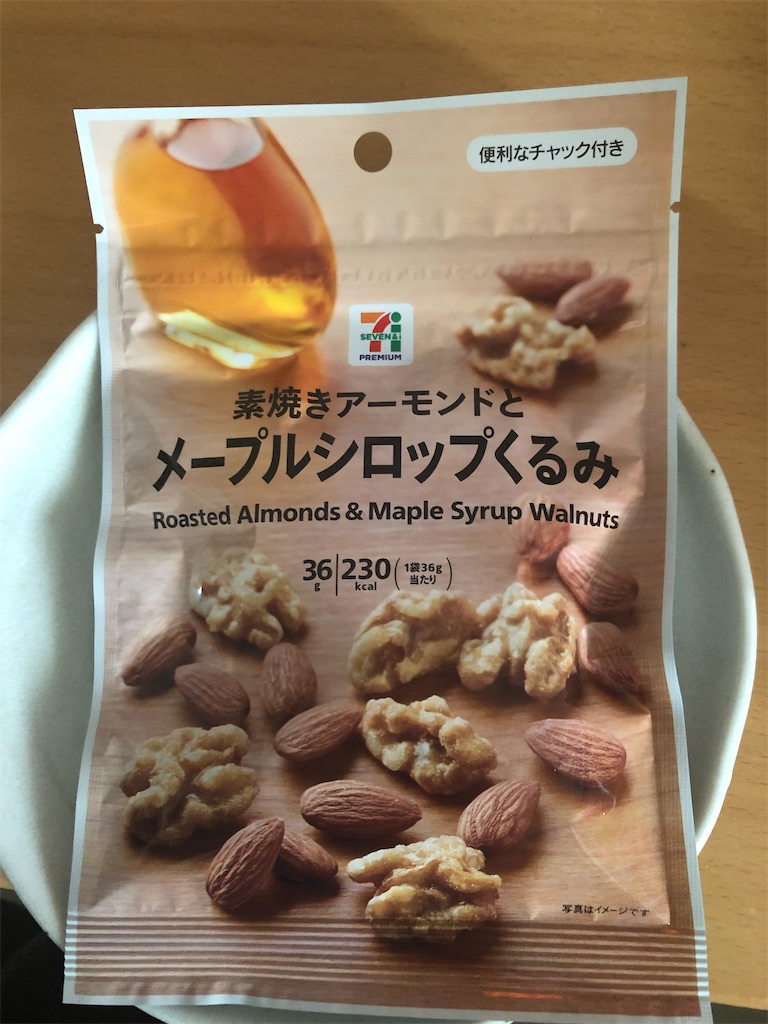 便利なチャック付き
7i
SEVEN&i
PREMIUM
素焼きアーモンドと
メープルシロップくるみ
Roasted Almonds & Maple Syrup Walnuts
36g 230kcal (1袋36g当たり)
写真はイメージです